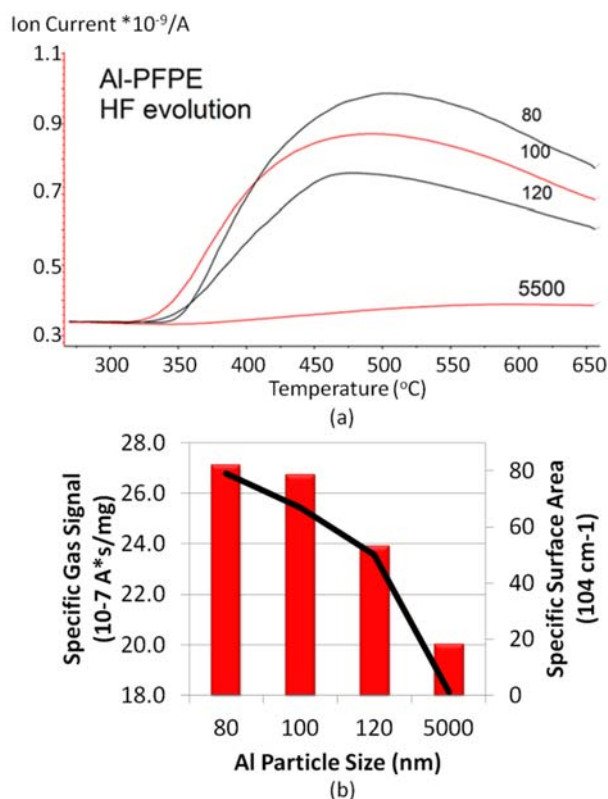 Ion Current *10-9/A
1.1
0.9
0.7
0.5
0.3
Al-PFPE
HF evolution
80
100
120
5500
300 350 400 450 500 550 600 650
Temperature (oC)
(a)
28.0
26.0
24.0
22.0
20.0
18.0
Specific Gas Signal
(10-7 A*s/mg)
80
60
40
20
0
Specific Surface Area
(104 cm-1)
80 100 120 5000
Al Particle Size (nm)
(b)